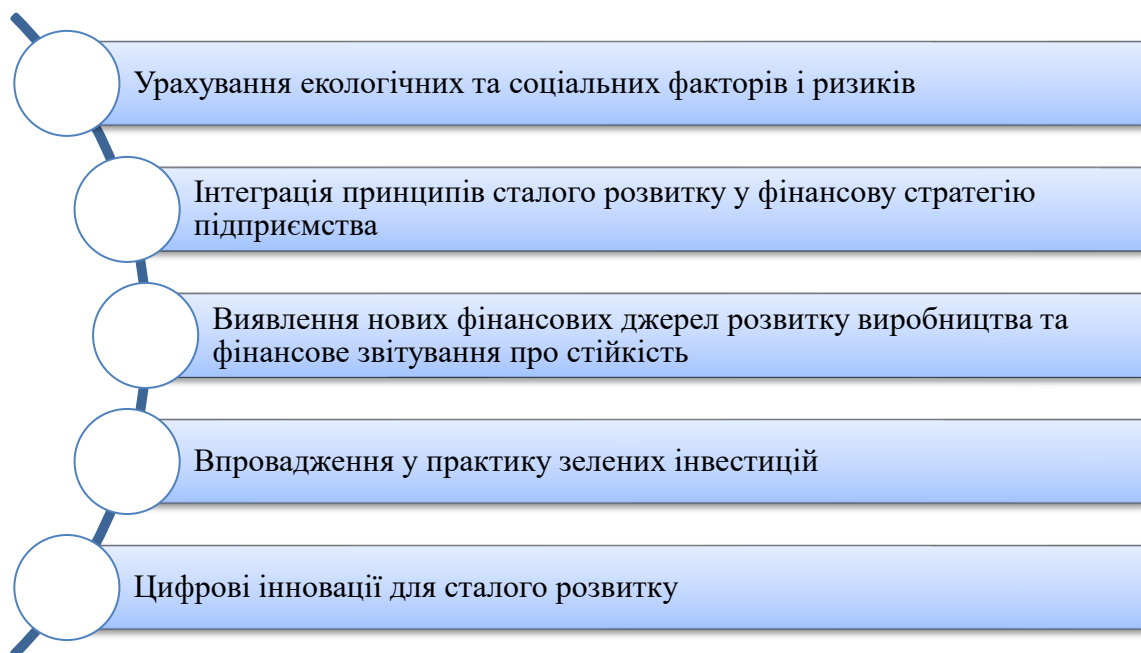 Урахування екологічних та соціальних факторів і ризиків
Інтеграція принципів сталого розвитку у фінансову стратегію
підприємства
Виявлення нових фінансових джерел розвитку виробництва та
фінансове звітування про стійкість
Впровадження у практику зелених інвестицій
Цифрові інновації для сталого розвитку